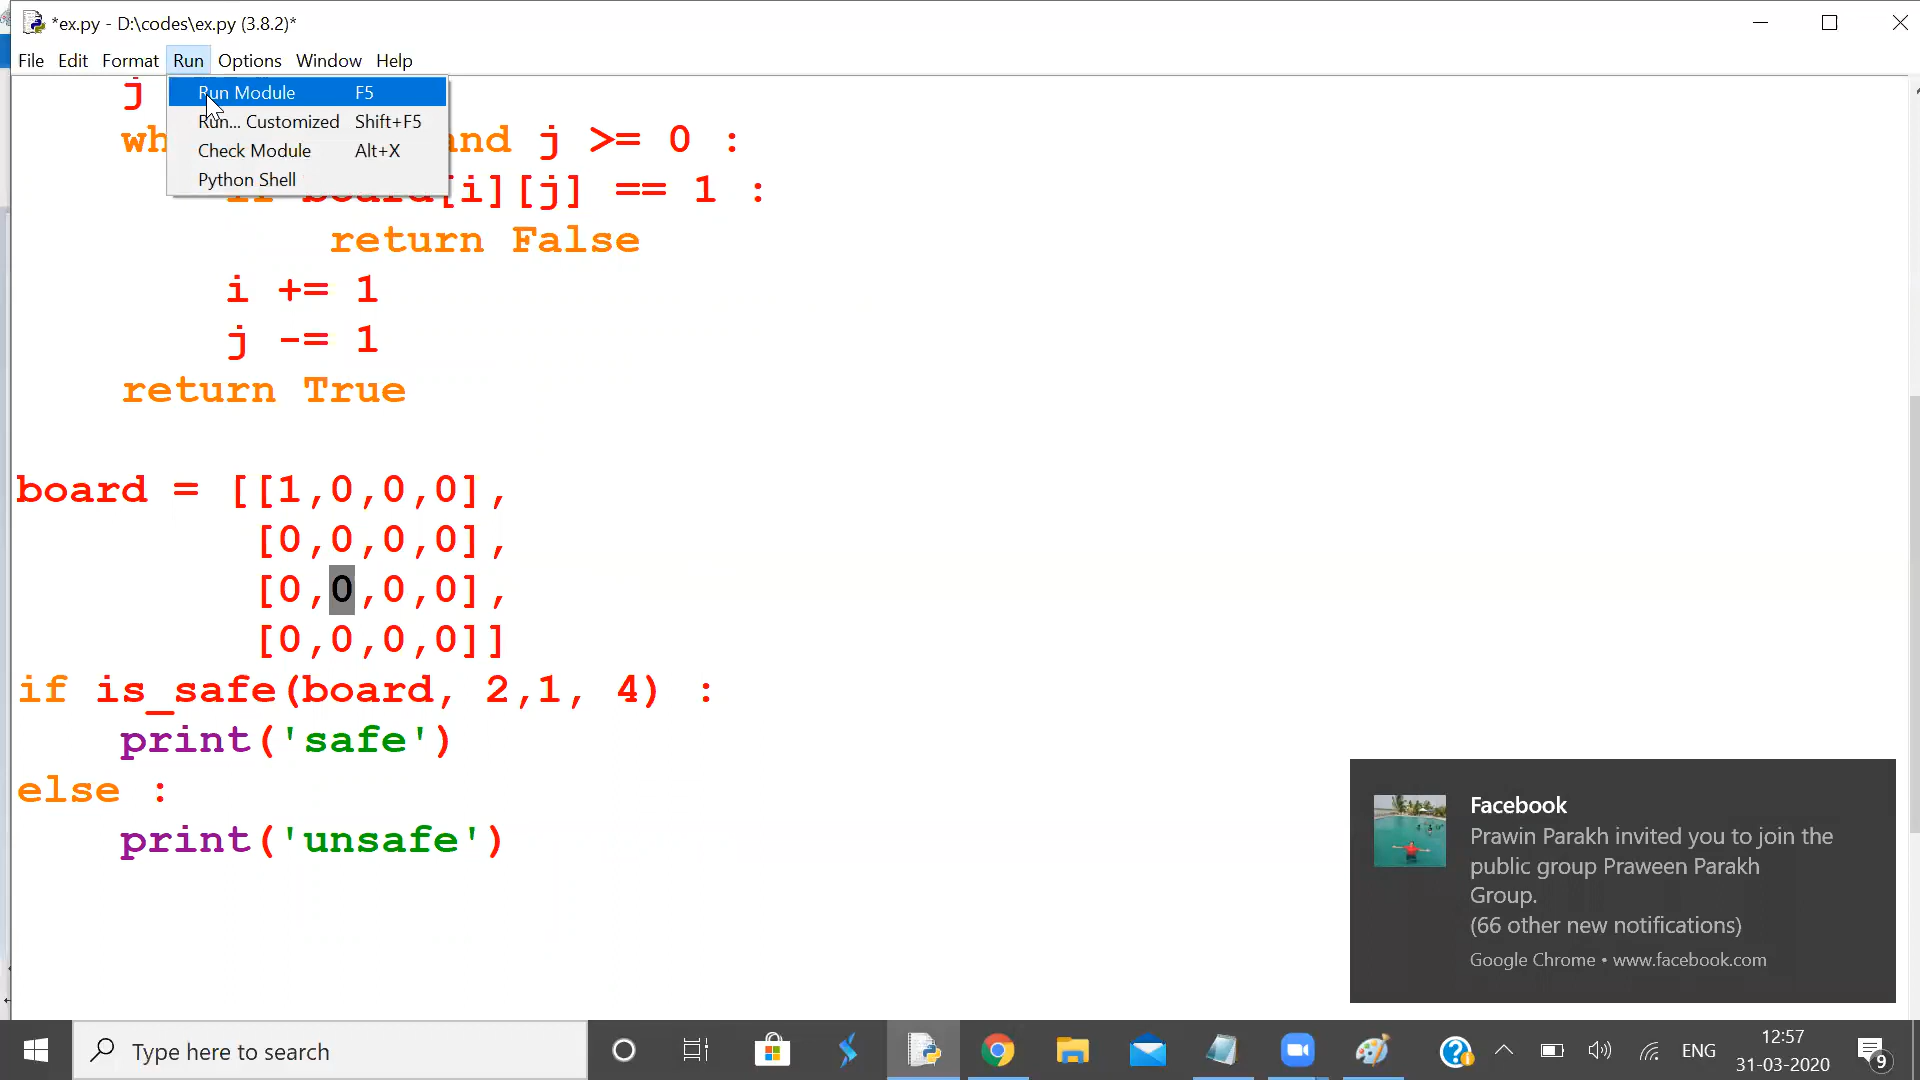 *ex.py - D:\codes\ex.py (3.8.2)*
File Edit Format Run Options Window Help
Run Module F5
Run... Customized Shift+F5
Check Module Alt+X
Python Shell
j
wh and j >= 0 :
if board[i][j] == 1 :
return False
i += 1
j -= 1
return True
board = [[1,0,0,0],
[0,0,0,0],
[0,0,0,0],
[0,0,0,0]]
if is_safe(board, 2,1, 4) :
print('safe')
else :
print('unsafe')
Facebook
Prawin Parakh invited you to join the
public group Praween Parakh
Group.
(66 other new notifications)
Google Chrome • www.facebook.com
Type here to search
ENG
12:57
31-03-2020
9